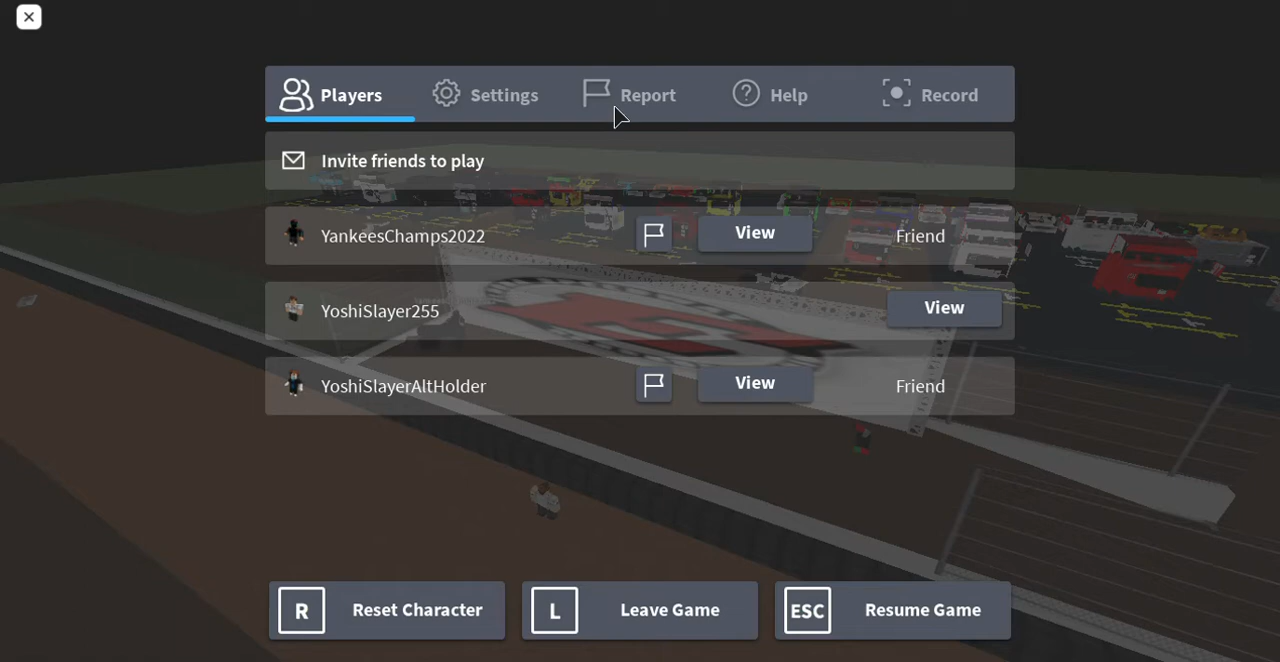 Players Settings Report Help Record
Invite friends to play
YankeesChamps2022 View Friend
YoshiSlayer255 View
YoshiSlayerAltHolder View Friend
R Reset Character L Leave Game ESC Resume Game